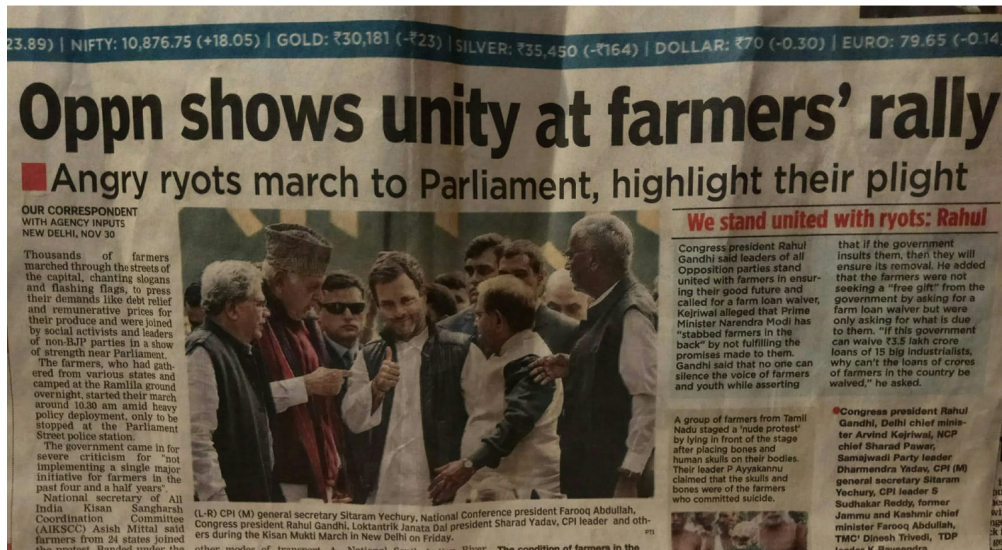 23.89) | NIFTY: 10,876.75 (+18.05) | GOLD: ₹30,181 (-₹23) | SILVER: ₹35,450 (-₹164) | DOLLAR: ₹70 (-0.30) | EURO: 79.65 (-0.14
Oppn shows unity at farmers' rally
Angry ryots march to Parliament, highlight their plight
OUR CORRESPONDENT
WITH AGENCY INPUTS
NEW DELHI, NOV 30
Thousands of farmers
marched through the streets of
the capital, chanting slogans
and flashing flags, to press
their demands like debt relief
and remunerative prices for
their produce and were joined
by social activists and leaders
of non-BJP parties in a show
of strength near Parliament.
The farmers, who had gath-
ered from various states and
camped at the Ramlila ground
overnight, started their march
around 10.30 am amid heavy
policy deployment, only to be
stopped at the Parliament
Street police station.
The government came in for
severe criticism for "not
implementing a single major
initiative for farmers in the
past four and a half years".
National secretary of All
India Kisan Sangharsh
Coordination Committee
(AIKSCC) Asish Mittal said
farmers from 24 states joined
the protest. Banded under the
(L-R) CPI (M) general secretary Sitaram Yechury, National Conference president Farooq Abdullah,
Congress president Rahul Gandhi. Loktantrik Janata Dal president Sharad Yadav, CPI leader and oth-
ers during the Kisan Mukti March in New Delhi on Friday.
PTI
other modes of transport
The condition of farmers in the
We stand united with ryots: Rahul
Congress president Rahul
Gandhi said leaders of all
Opposition parties stand
united with farmers in ensur-
ing their good future and
called for a farm loan waiver,
Kejriwal alleged that Prime
Minister Narendra Modi has
"stabbed farmers in the
back" by not fulfilling the
promises made to them.
Gandhi said that no one can
silence the voice of farmers
and youth while asserting
that if the government
insults them, then they will
ensure its removal. He added
that the farmers were not
seeking a "free gift" from the
government by asking for a
farm loan waiver but were
only asking for what is due
to them. "If this government
can waive ₹3.5 lakh crore
loans of 15 big industrialists,
why can't the loans of crores
of farmers in the country be
waived," he asked.
A group of farmers from Tamil
Nadu staged a 'nude protest'
by lying in front of the stage
after placing bones and
human skulls on their bodies.
Their leader P Ayyakannu
claimed that the skulls and
bones were of the farmers
who committed suicide.
Congress president Rahul
Gandhi, Delhi chief minis-
ter Arvind Kejriwal, NCP
chief Sharad Pawar,
Samajwadi Party leader
Dharmendra Yadav, CPI (M)
general secretary Sitaram
Yechury, CPI leader S
Sudhakar Reddy, former
Jammu and Kashmir chief
minister Farooq Abdullah,
TMC' Dinesh Trivedi, TDP